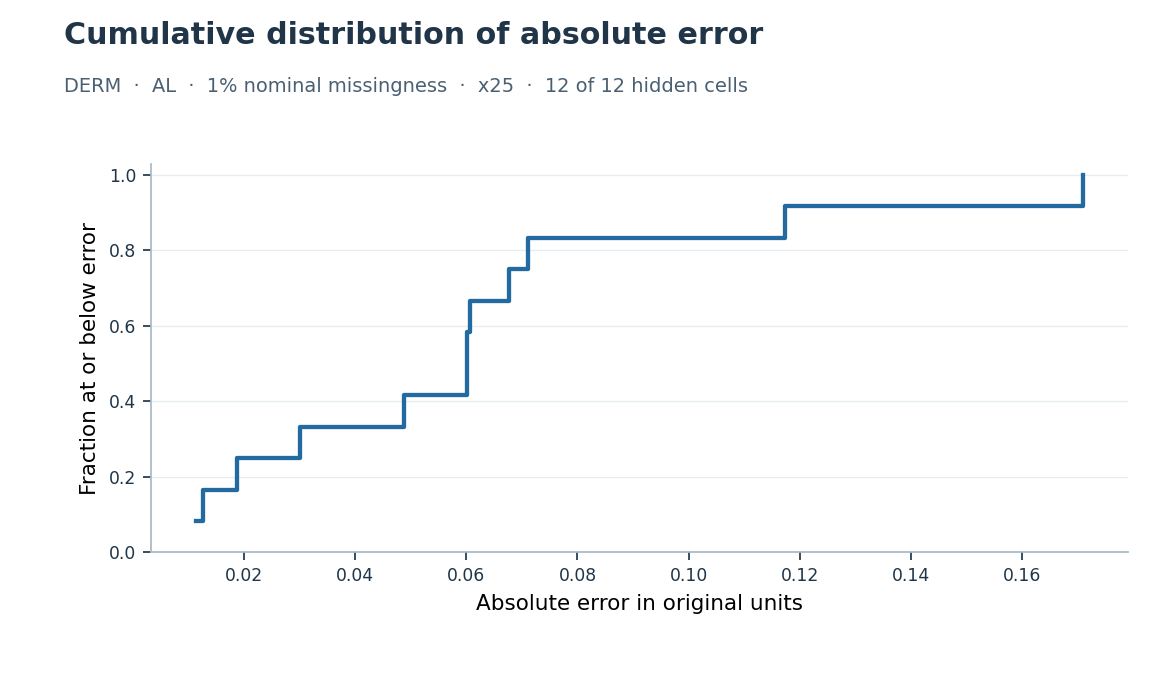 Cumulative distribution of absolute error
DERM · AL · 1% nominal missingness · x25 · 12 of 12 hidden cells
Fraction at or below error
1.0
0.8
0.6
0.4
0.2
0.0
0.02 0.04 0.06 0.08 0.10 0.12 0.14 0.16
Absolute error in original units